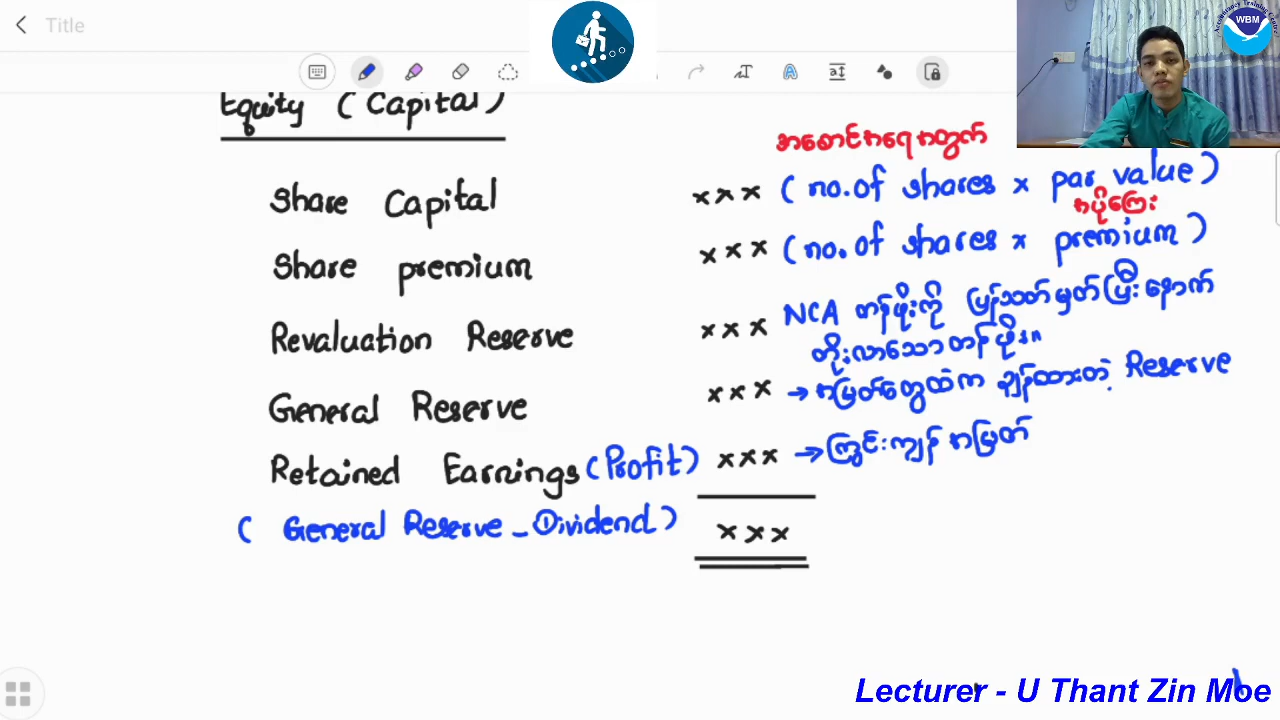 Title
WBM
Equity (Capital)
အစောင်အရေအတွက်
Share Capital xxx (no. of shares x par value)
အပိုကြေး
Share premium xxx (no. of shares x premium)
Revaluation Reserve xxx NCA တန်ဖိုးကို ပြန်သတ်မှတ်ပြီးနောက်
တိုးလာသောတန်ဖိုး။
General Reserve xxx → အမြတ်တွေထဲက ချန်ထားတဲ့ Reserve
Retained Earnings (Profit) xxx → ကြွင်းကျန် အမြတ်
( General Reserve - Dividend) xxx
Lecturer - U Thant Zin Moe